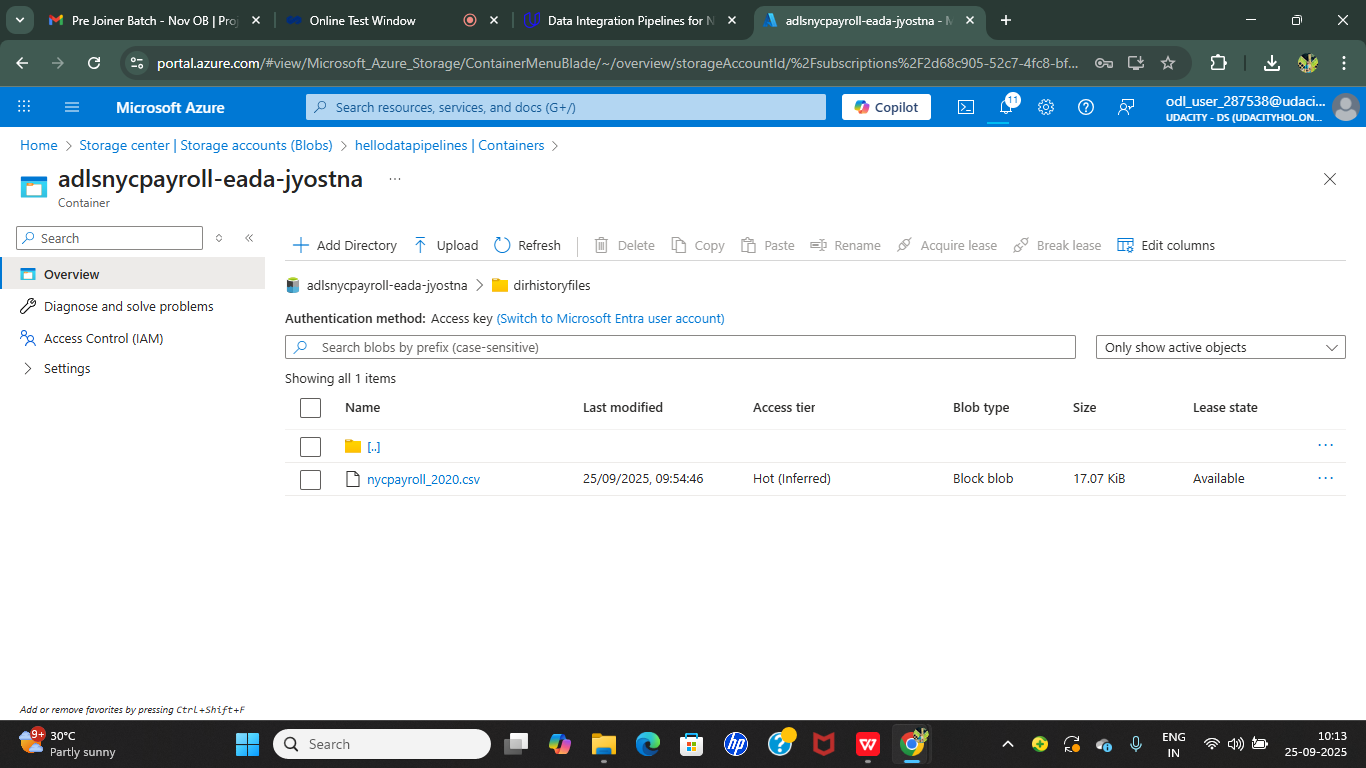 Pre Joiner Batch - Nov OB | Proj
Online Test Window
Data Integration Pipelines for N
adlsnycpayroll-eada-jyostna - M
portal.azure.com/#view/Microsoft_Azure_Storage/ContainerMenuBlade/~/overview/storageAccountId/%2Fsubscriptions%2F2d68c905-52c7-4fc8-bf...
Microsoft Azure
Search resources, services, and docs (G+/)
Copilot
11
odl_user_287538@udaci...
UDACITY - DS (UDACITYHOL.ON...
Home > Storage center | Storage accounts (Blobs) > hellodatapipelines | Containers >
adlsnycpayroll-eada-jyostna ...
Container
Search
Add Directory Upload Refresh Delete Copy Paste Rename Acquire lease Break lease Edit columns
Overview
Diagnose and solve problems
Access Control (IAM)
Settings
adlsnycpayroll-eada-jyostna > dirhistoryfiles
Authentication method: Access key (Switch to Microsoft Entra user account)
Search blobs by prefix (case-sensitive)
Only show active objects
Showing all 1 items
Name Last modified Access tier Blob type Size Lease state
[..]
nycpayroll_2020.csv 25/09/2025, 09:54:46 Hot (Inferred) Block blob 17.07 KiB Available
Add or remove favorites by pressing Ctrl+Shift+F
9+
30°C
Partly sunny
Search
ENG
IN
10:13
25-09-2025